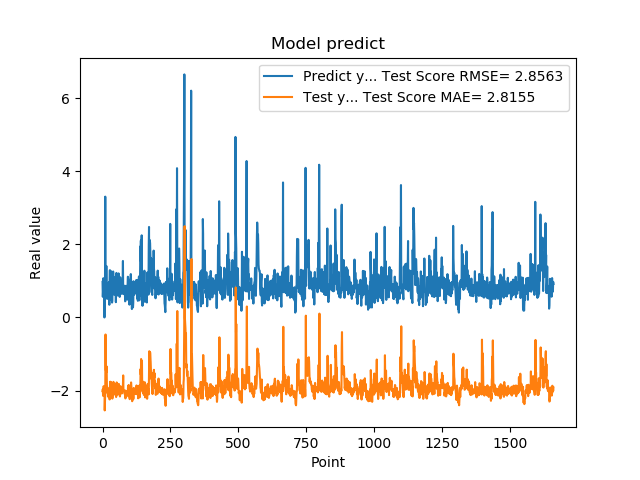 Model predict
Predict y... Test Score RMSE= 2.8563
Test y... Test Score MAE= 2.8155
Real value
6
4
2
0
−2
0 250 500 750 1000 1250 1500
Point